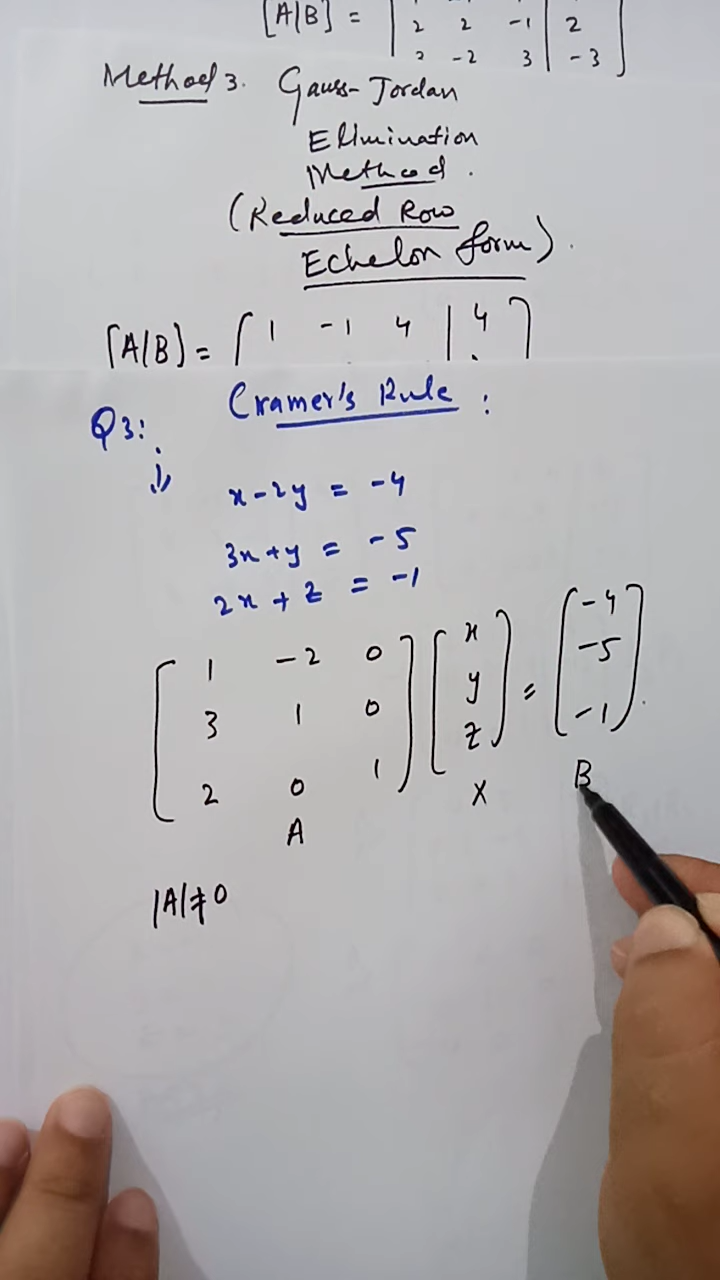 [A|B] =
2 2 -1 | 2
-2 3 | -3
Method 3. Gauss-Jordan
Elimination
Method.
(Reduced Row
Echelon form).
[A|B] = [ 1 -1 4 | 4 ]
Q3: Cramer's Rule :
i,
x-2y = -4
3x+y = -5
2x + z = -1
[ 1 -2 0 ] [ x ] = [ -4 ]
[ 3 1 0 ] [ y ] [ -5 ]
[ 2 0 1 ] [ z ] [ -1 ]
A X B
|A|≠0